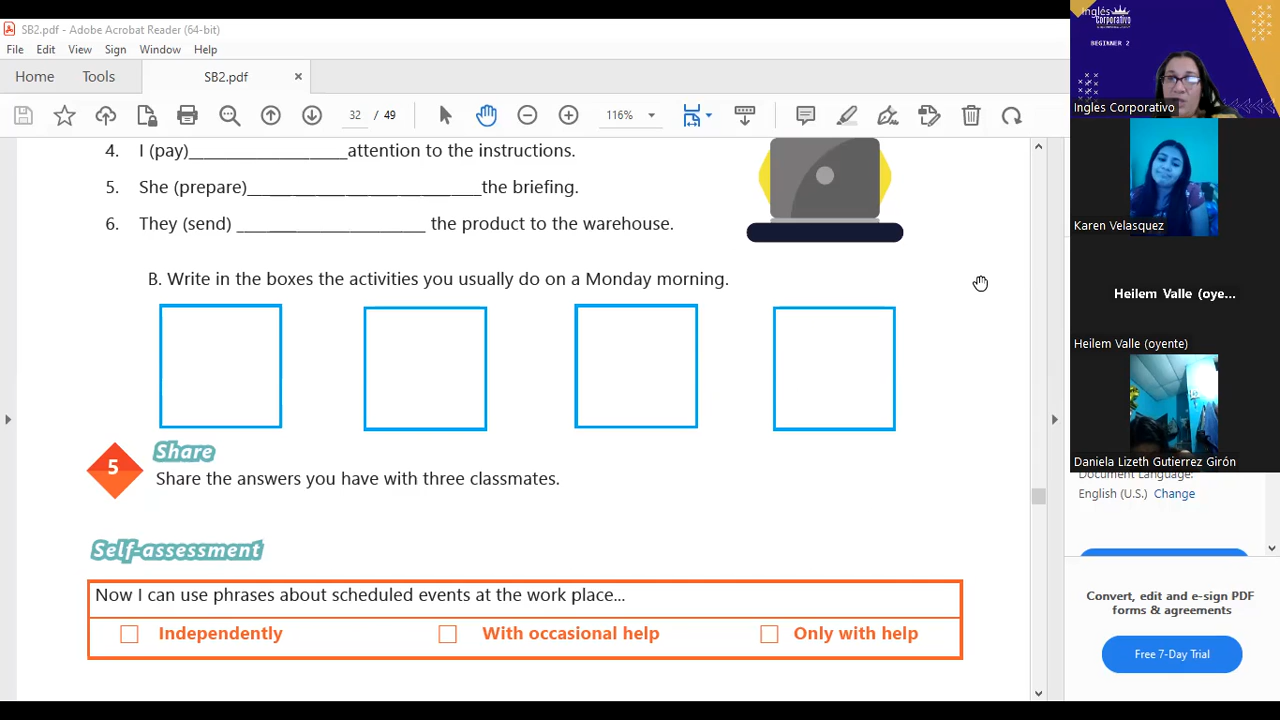 SB2.pdf - Adobe Acrobat Reader (64-bit)
File Edit View Sign Window Help
Home Tools SB2.pdf ×
32 / 49 116%
4. I (pay)_________________attention to the instructions.
5. She (prepare)_________________________the briefing.
6. They (send) ____________________ the product to the warehouse.
B. Write in the boxes the activities you usually do on a Monday morning.
5 Share
Share the answers you have with three classmates.
Self-assessment
Now I can use phrases about scheduled events at the work place...
Independently With occasional help Only with help
Inglés
Corporativo
BEGINNER 2
Ingles Corporativo
Karen Velasquez
Heilem Valle (oye...
Heilem Valle (oyente)
Daniela Lizeth Gutierrez Girón
Document Language:
English (U.S.) Change
Convert, edit and e-sign PDF
forms & agreements
Free 7-Day Trial